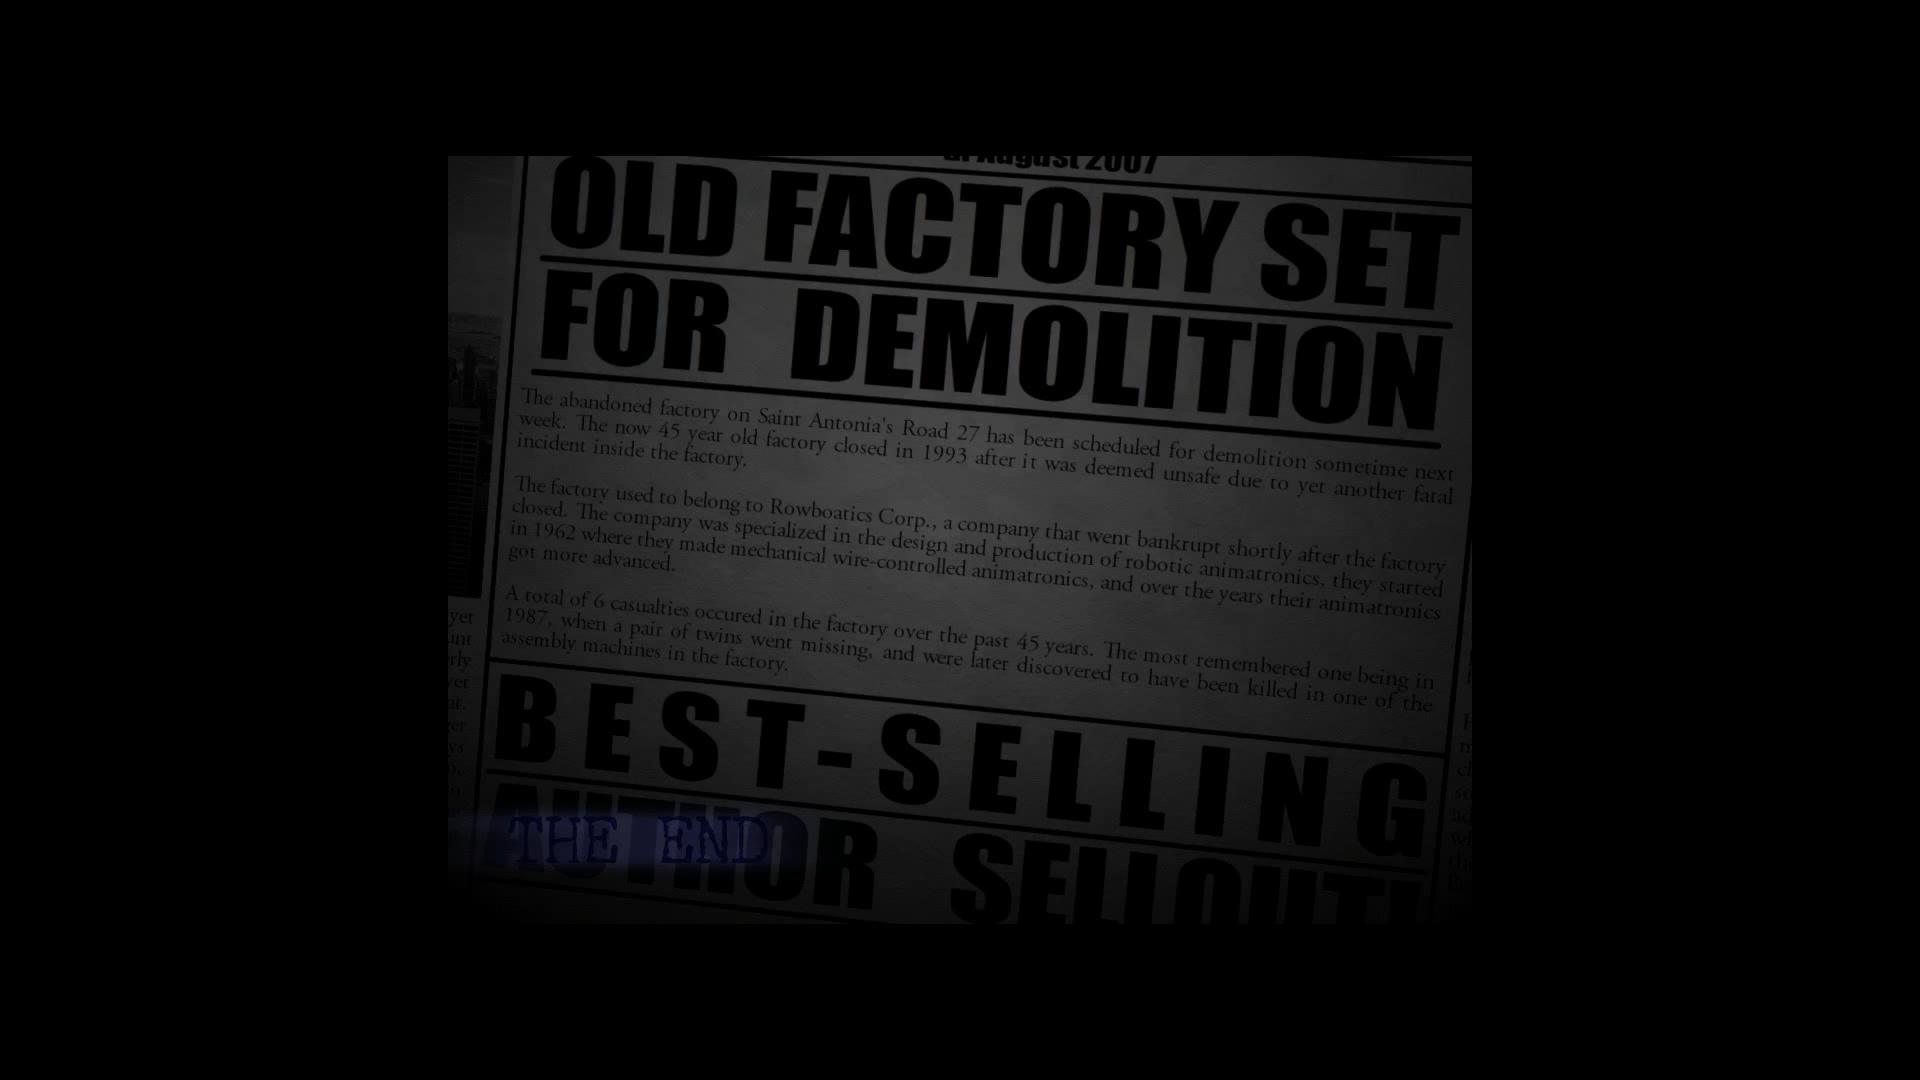 August 2007
OLD FACTORY SET
FOR DEMOLITION
The abandoned factory on Saint Antonia's Road 27 has been scheduled for demolition sometime next
week. The now 45 year old factory closed in 1993 after it was deemed unsafe due to yet another fatal
incident inside the factory.
The factory used to belong to Rowboatics Corp., a company that went bankrupt shortly after the factory
closed. The company was specialized in the design and production of robotic animatronics, they started
in 1962 where they made mechanical wire-controlled animatronics, and over the years their animatronics
got more advanced.
A total of 6 casualties occured in the factory over the past 45 years. The most remembered one being in
1987, when a pair of twins went missing, and were later discovered to have been killed in one of the
assembly machines in the factory.
BEST-SELLING
AUTHOR SELLOUT!
THE END
yet